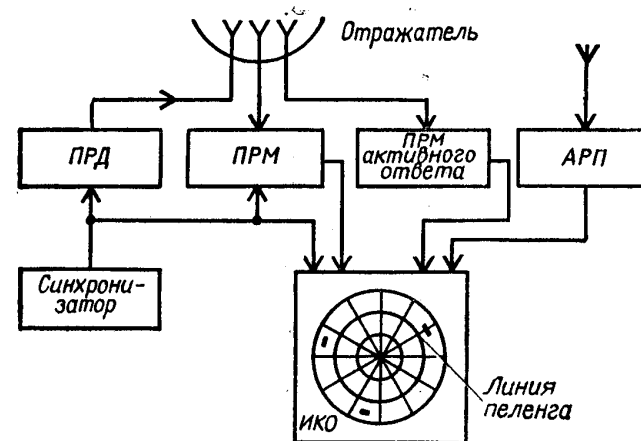 Отражатель
ПРД
ПРМ
ПРМ
активного
ответа
АРП
Синхрони-
затор
ИКО
Линия
пеленга